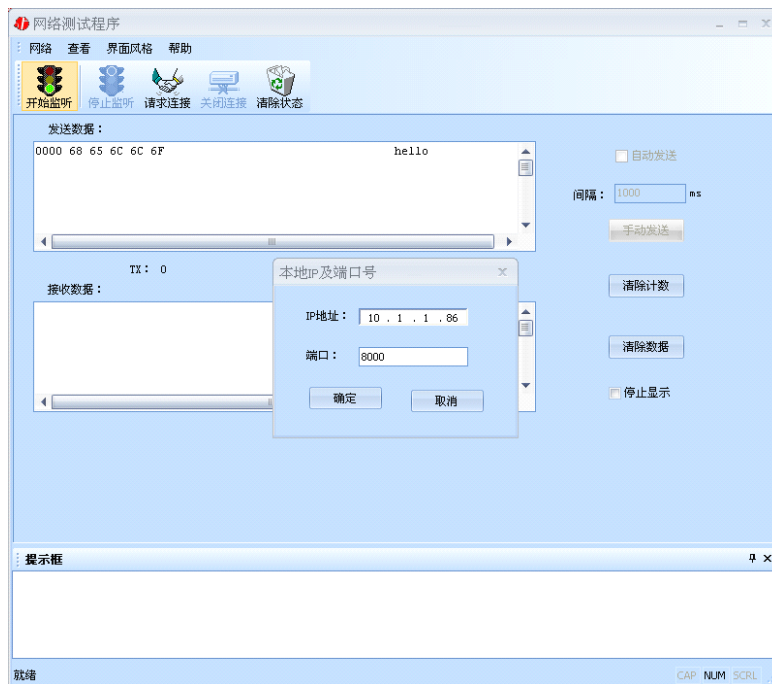 网络测试程序
网络 查看 界面风格 帮助
开始监听 停止监听 请求连接 关闭连接 清除状态
发送数据：
0000 68 65 6C 6C 6F hello
自动发送
间隔： 1000 ms
手动发送
TX： 0
接收数据：
本地IP及端口号
IP地址： 10 . 1 . 1 . 86
端口： 8000
确定 取消
清除计数
清除数据
停止显示
提示框
就绪
CAP NUM SCRL